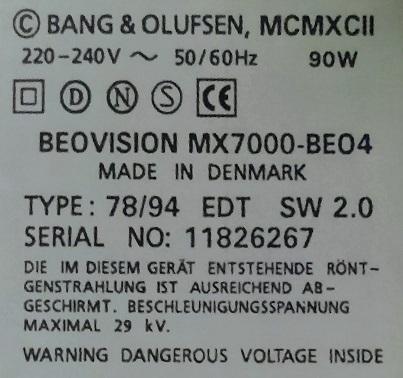 © BANG & OLUFSEN, MCMXCII
220-240V ~ 50/60Hz 90W
D N S CE
BEOVISION MX7000-BEO4
MADE IN DENMARK
TYPE: 78/94 EDT SW 2.0
SERIAL NO: 11826267
DIE IM DIESEM GERÄT ENTSTEHENDE RÖNT-
GENSTRAHLUNG IST AUSREICHEND AB-
GESCHIRMT. BESCHLEUNIGUNGSSPANNUNG
MAXIMAL 29 kV.
WARNING DANGEROUS VOLTAGE INSIDE